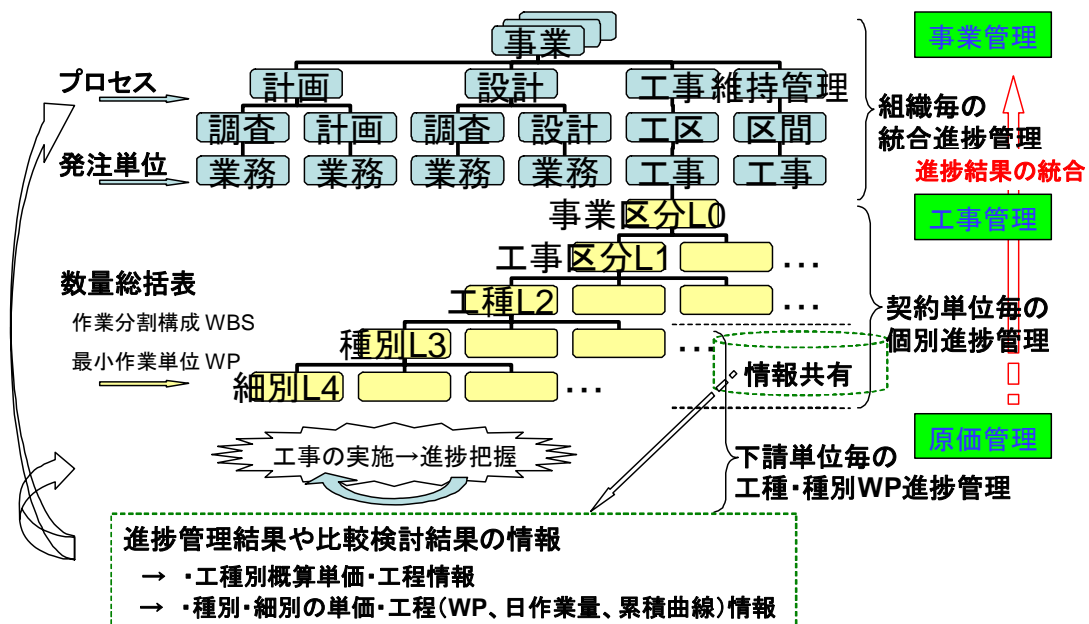 事業
事業管理
プロセス
計画 設計 工事 維持管理
組織毎の
統合進捗管理
調査 計画 調査 設計 工区 区間
発注単位
業務 業務 業務 業務 工事 工事
進捗結果の統合
事業区分L0
工事管理
工事区分L1
...
数量総括表
工種L2
...
作業分割構成 WBS
契約単位毎の
個別進捗管理
種別L3
...
最小作業単位 WP
情報共有
細別L4
...
原価管理
工事の実施→進捗把握
下請単位毎の
工種・種別WP進捗管理
進捗管理結果や比較検討結果の情報
→ ・工種別概算単価・工程情報
→ ・種別・細別の単価・工程(WP、日作業量、累積曲線)情報